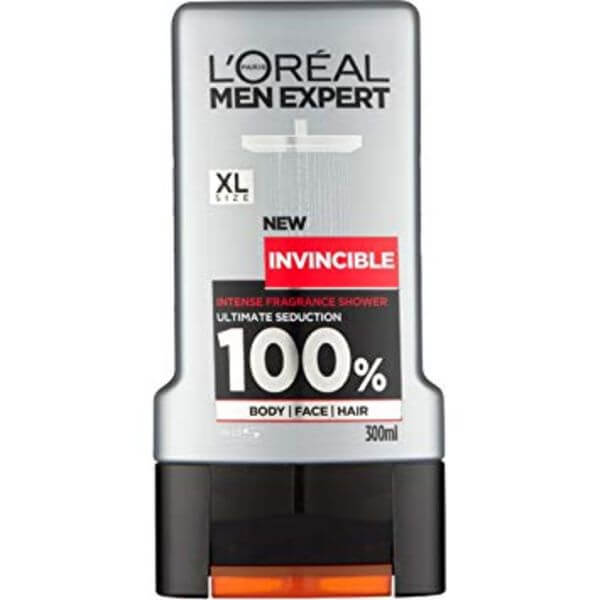 L'ORÉAL
PARIS
MEN EXPERT
XL
SIZE
NEW
INVINCIBLE
INTENSE FRAGRANCE SHOWER
ULTIMATE SEDUCTION
100%
BODY | FACE | HAIR
300ml